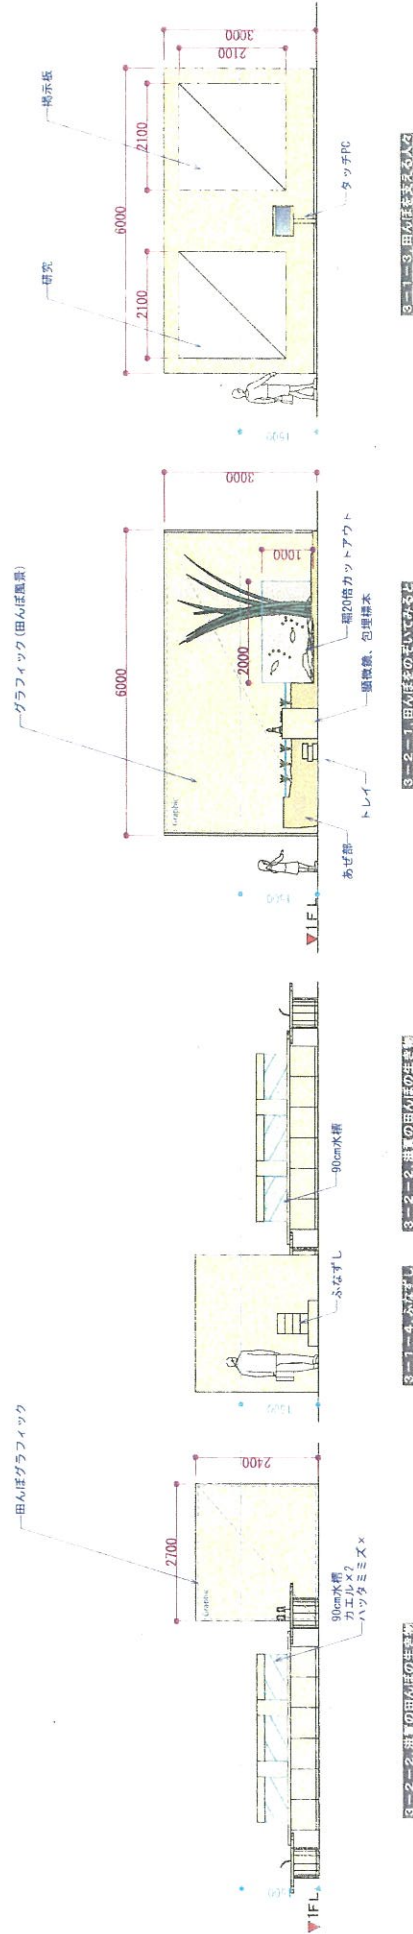 田んぼグラフィック
2700
Graphic
2400
90cm水槽
カエル×2
ハッタミミズ×
1500
▼1FL
3-2-2.滋賀の田んぼの生き物
1500
ふなずし
90cm水槽
3-1-4.ふなずし
3-2-2.滋賀の田んぼの生き物
グラフィック(田んぼ風景)
6000
Graphic
3000
2000
1000
1500
▼1FL
あぜ部
トレイ
顕微鏡、包埋標本
稲20倍カットアウト
3-2-1.田んぼをのぞいてみると
研究
掲示板
6000
2100
2100
2100
3000
1500
タッチPC
3-1-3.田んぼを支える人々